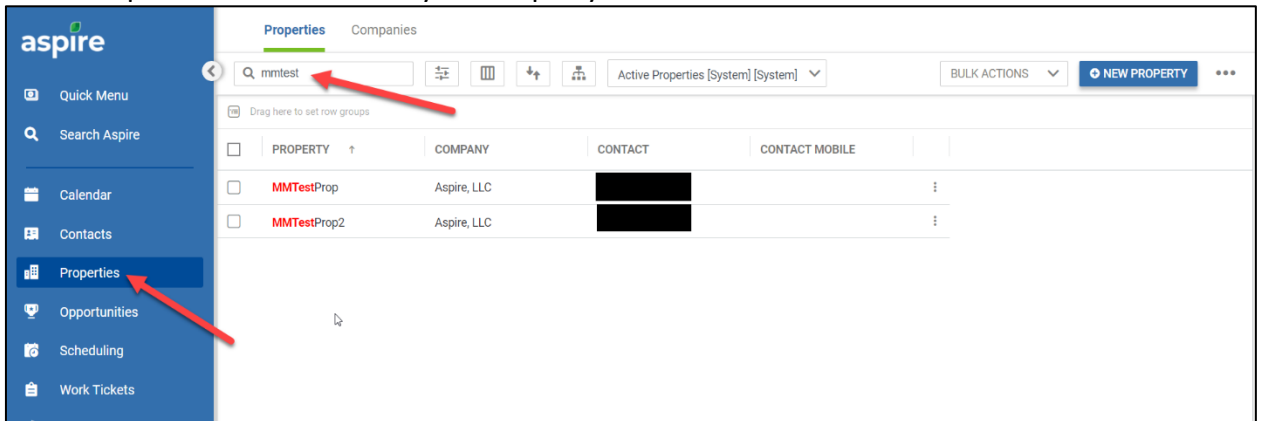 aspire
Properties Companies
mmtest
Active Properties [System] [System]
BULK ACTIONS
NEW PROPERTY
Quick Menu
Drag here to set row groups
Search Aspire
PROPERTY ↑ COMPANY CONTACT CONTACT MOBILE
MMTestProp Aspire, LLC
Calendar
MMTestProp2 Aspire, LLC
Contacts
Properties
Opportunities
Scheduling
Work Tickets